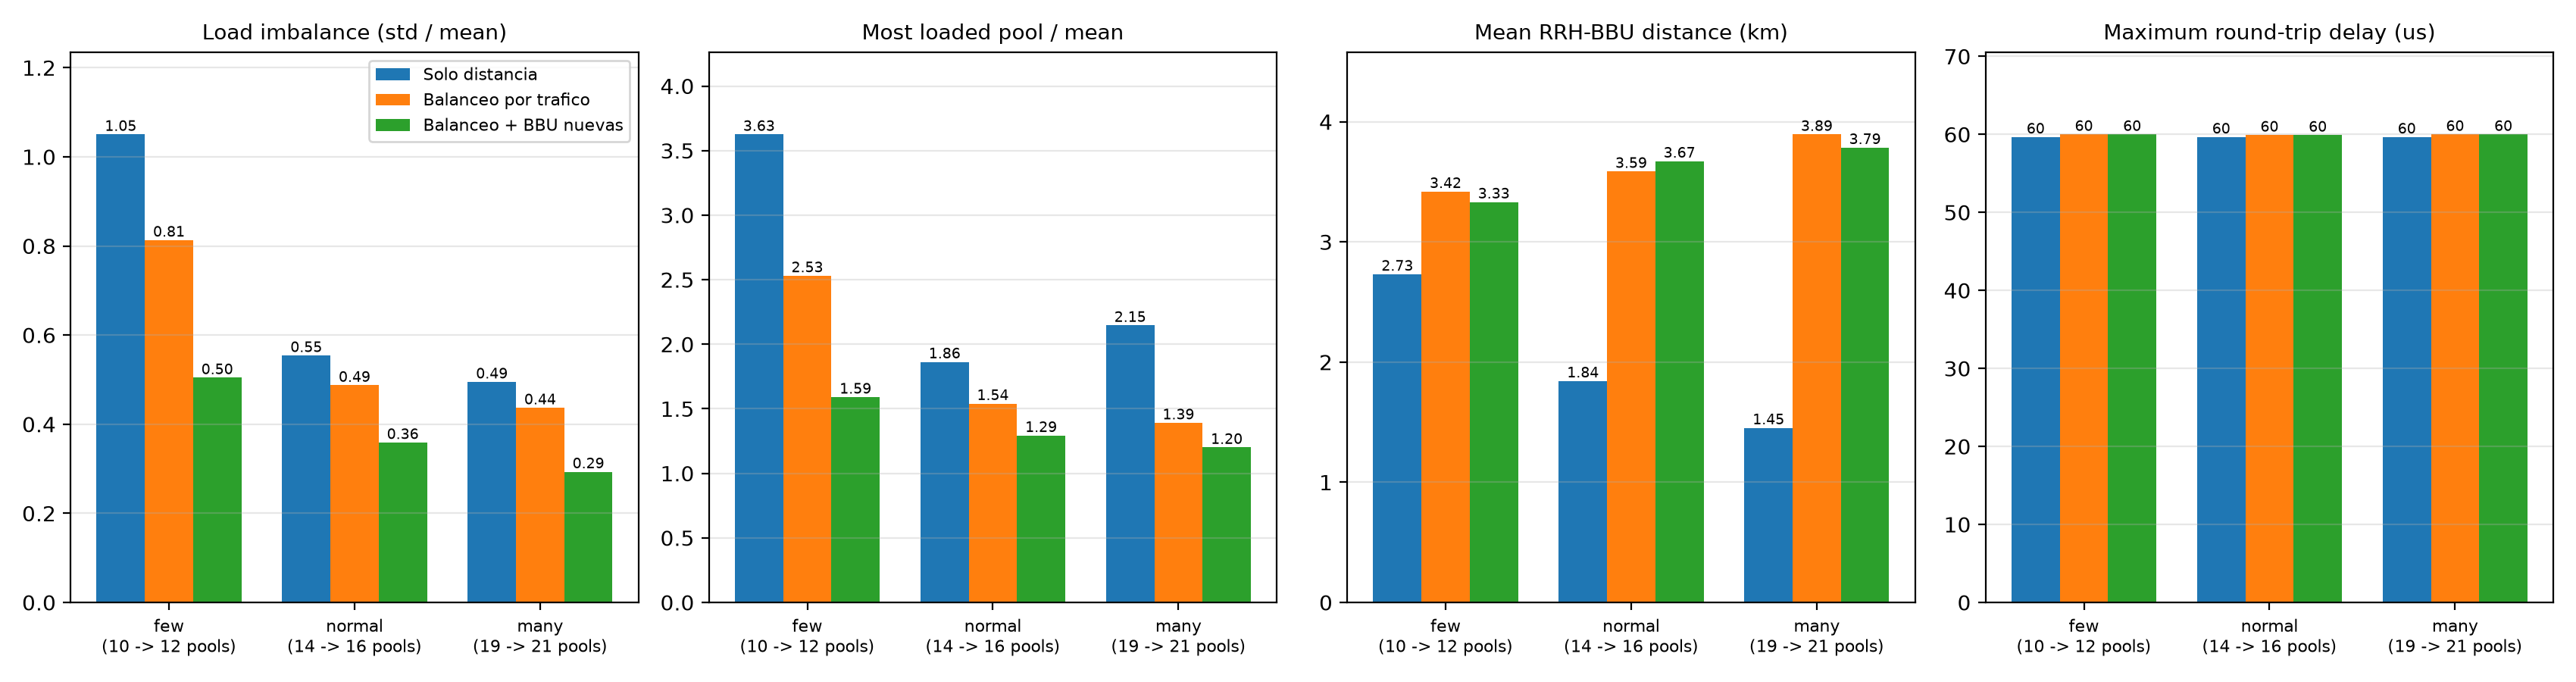 Load imbalance (std / mean)
1.2
1.0
0.8
0.6
0.4
0.2
0.0
Solo distancia
Balanceo por trafico
Balanceo + BBU nuevas
1.05
0.81
0.50
0.55
0.49
0.36
0.49
0.44
0.29
few
(10 -> 12 pools)
normal
(14 -> 16 pools)
many
(19 -> 21 pools)
Most loaded pool / mean
4.0
3.5
3.0
2.5
2.0
1.5
1.0
0.5
0.0
3.63
2.53
1.59
1.86
1.54
1.29
2.15
1.39
1.20
few
(10 -> 12 pools)
normal
(14 -> 16 pools)
many
(19 -> 21 pools)
Mean RRH-BBU distance (km)
4
3
2
1
0
2.73
3.42
3.33
1.84
3.59
3.67
1.45
3.89
3.79
few
(10 -> 12 pools)
normal
(14 -> 16 pools)
many
(19 -> 21 pools)
Maximum round-trip delay (us)
70
60
50
40
30
20
10
0
60
60
60
60
60
60
60
60
60
few
(10 -> 12 pools)
normal
(14 -> 16 pools)
many
(19 -> 21 pools)